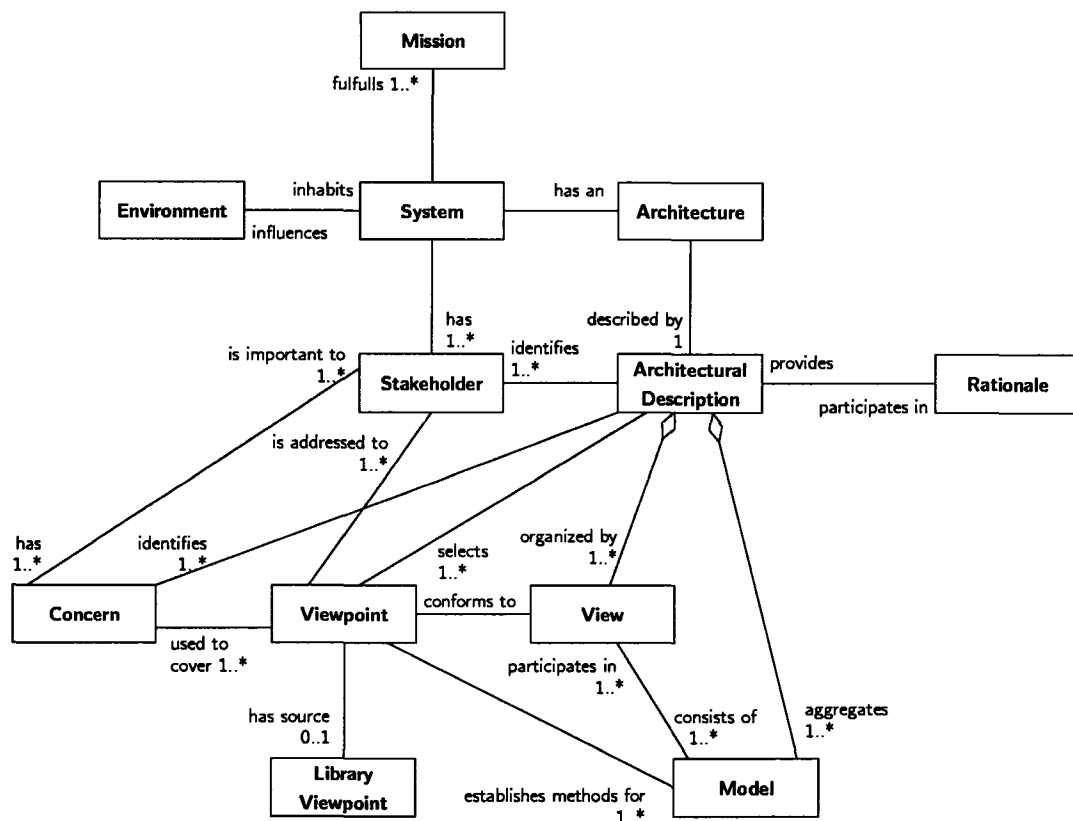 Mission
fulfulls 1..*
inhabits
has an
Environment
System
Architecture
influences
has
1..*
described by
1
is important to
1..*
identifies
1..*
Stakeholder
Architectural
Description
provides
Rationale
participates in
is addressed to
1..*
has
1..*
identifies
1..*
selects
1..*
organized by
1..*
Concern
Viewpoint
conforms to
View
used to
cover 1..*
participates in
1..*
has source
0..1
consists of
1..*
aggregates
1..*
Library
Viewpoint
establishes methods for
1..*
Model